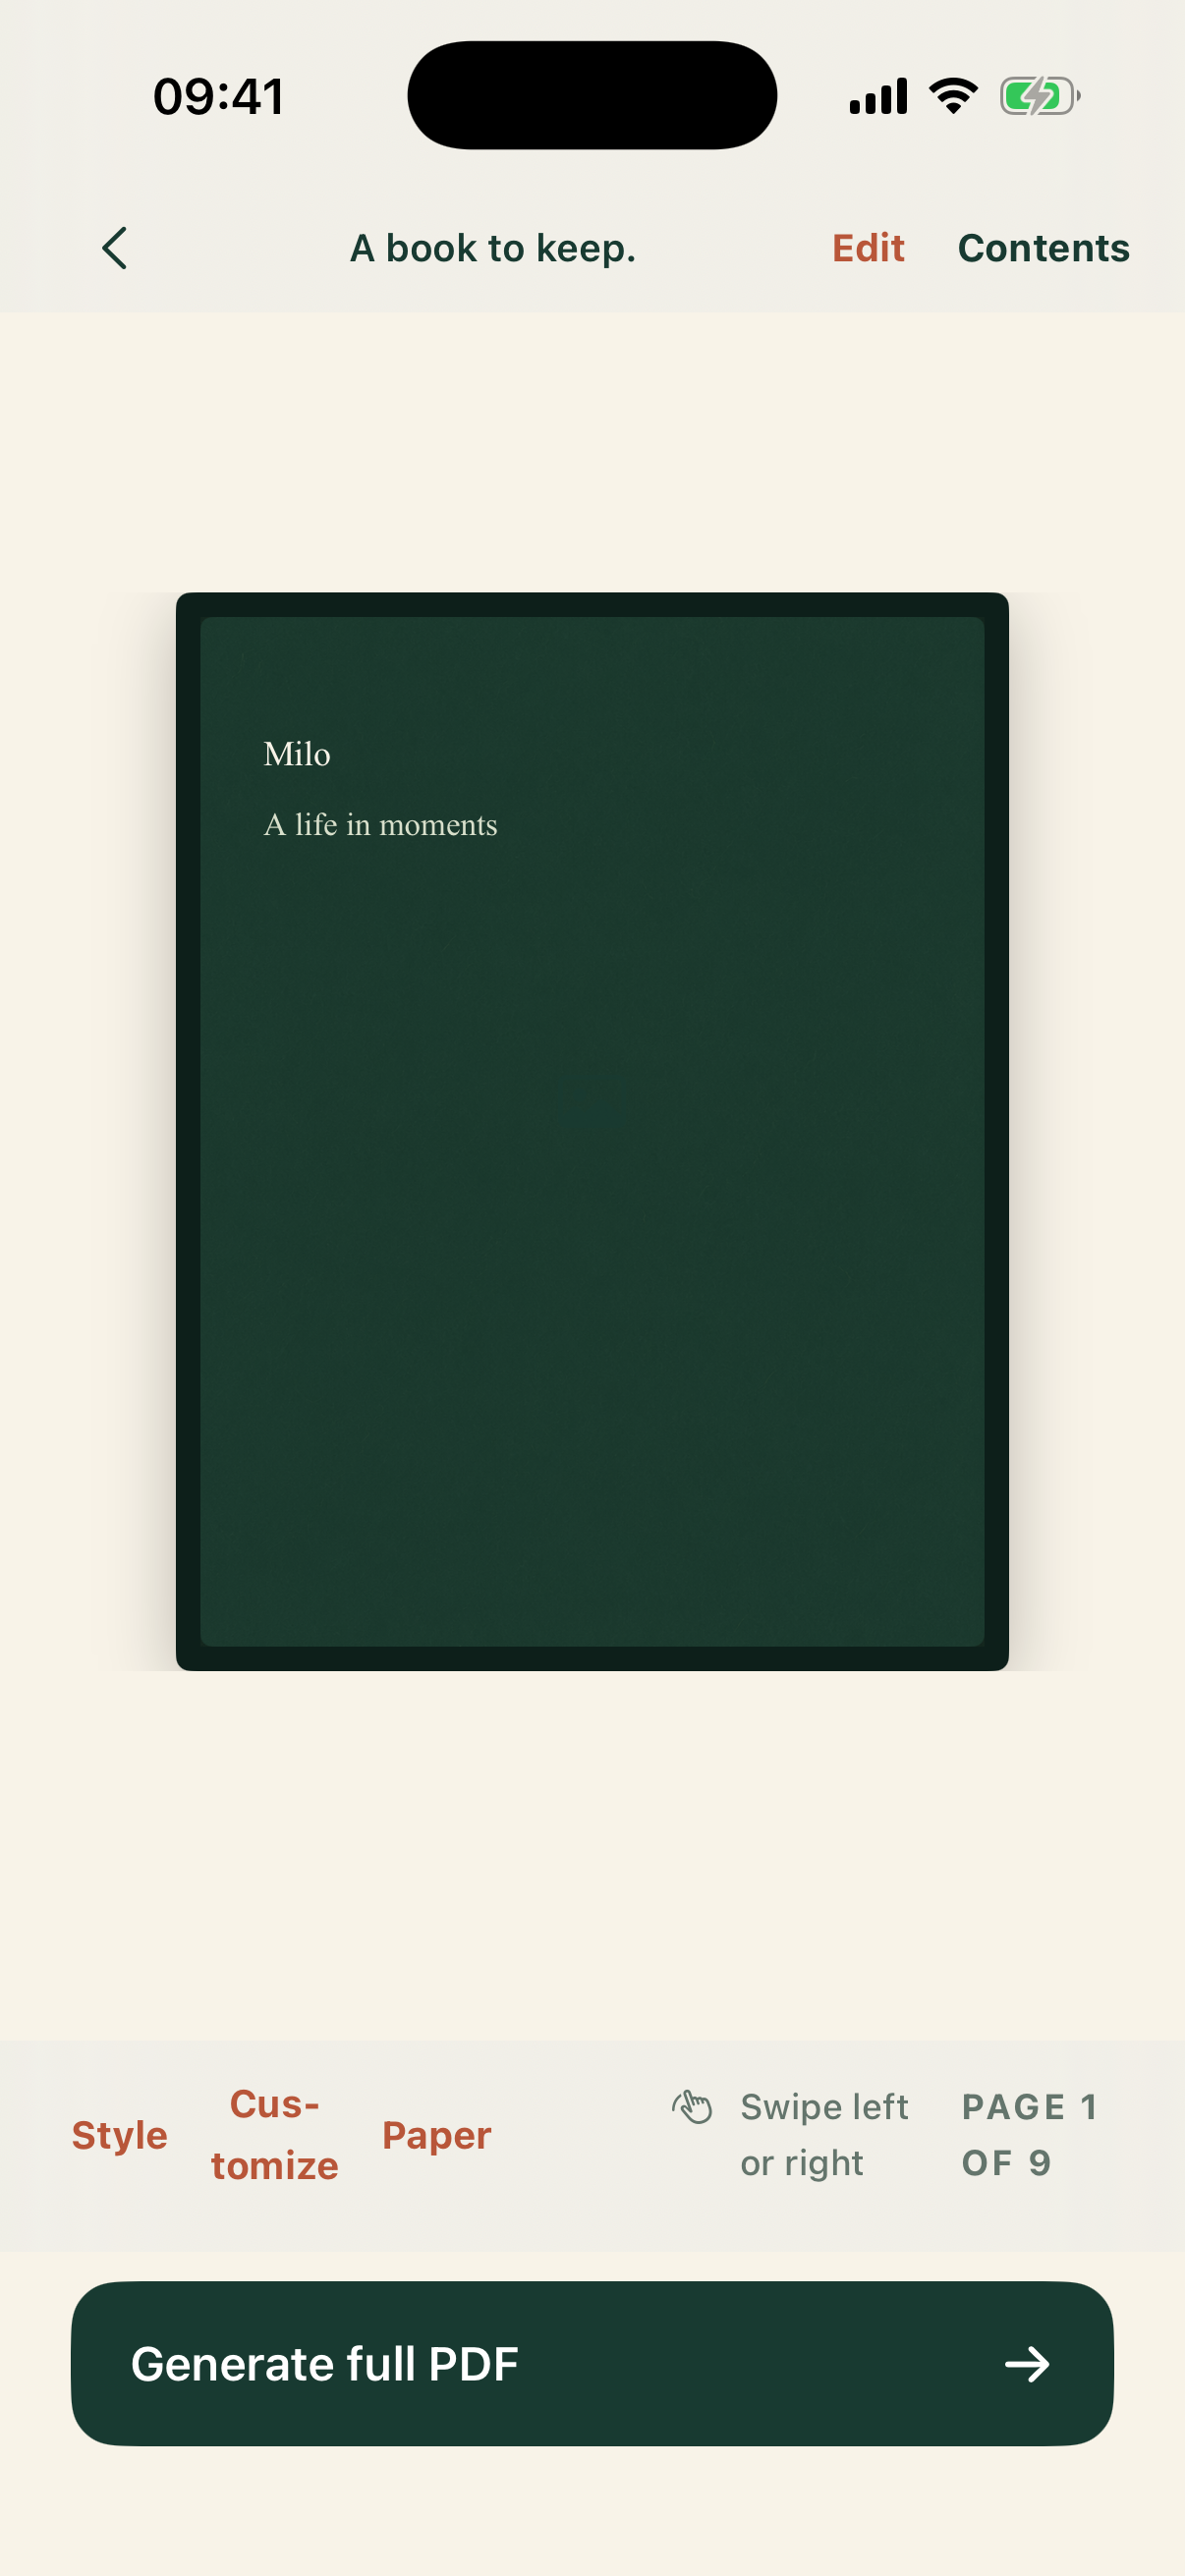 09:41
A book to keep.
Edit
Contents
Milo
A life in moments
Style
Cus-
tomize
Paper
Swipe left
or right
PAGE 1
OF 9
Generate full PDF